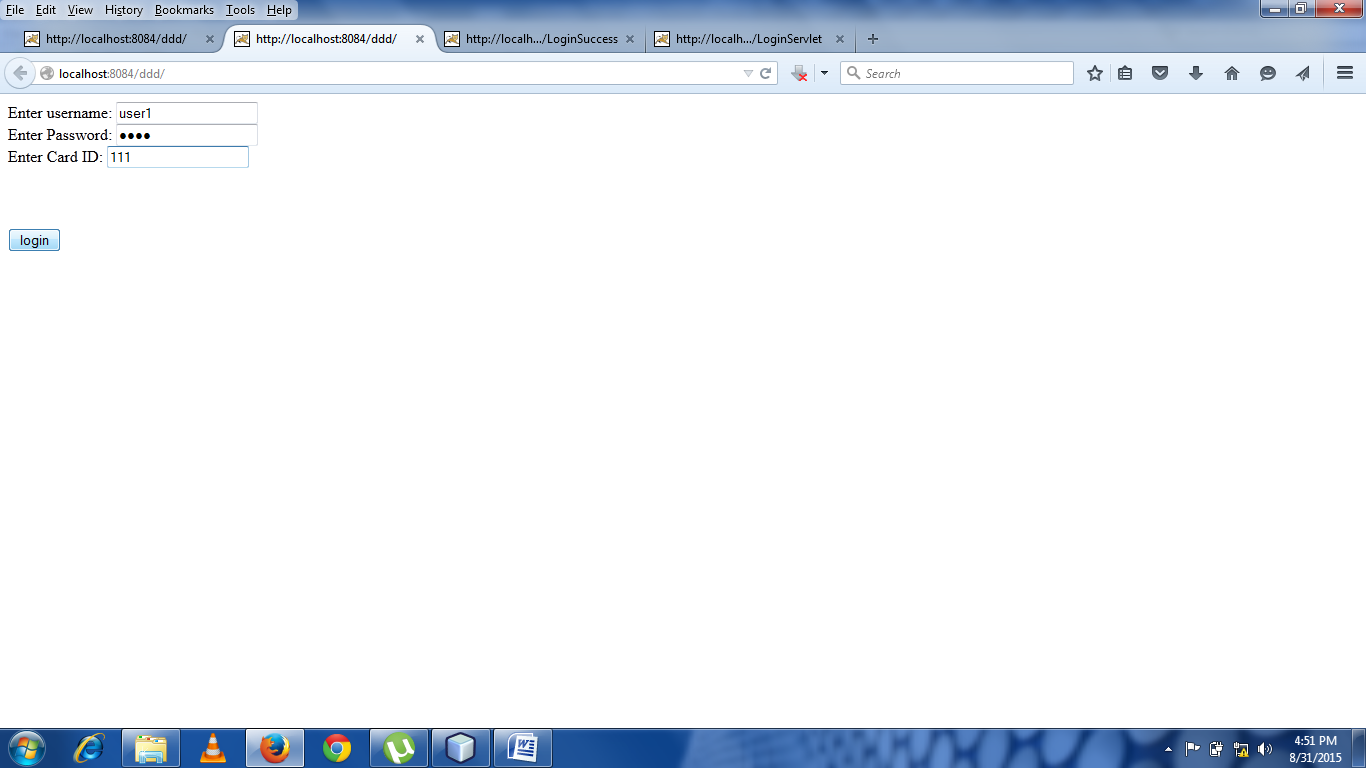 File Edit View History Bookmarks Tools Help
http://localhost:8084/ddd/ http://localhost:8084/ddd/ http://localh.../LoginSuccess http://localh.../LoginServlet
localhost:8084/ddd/ Search
Enter username: user1
Enter Password: ●●●●
Enter Card ID: 111
login
4:51 PM
8/31/2015